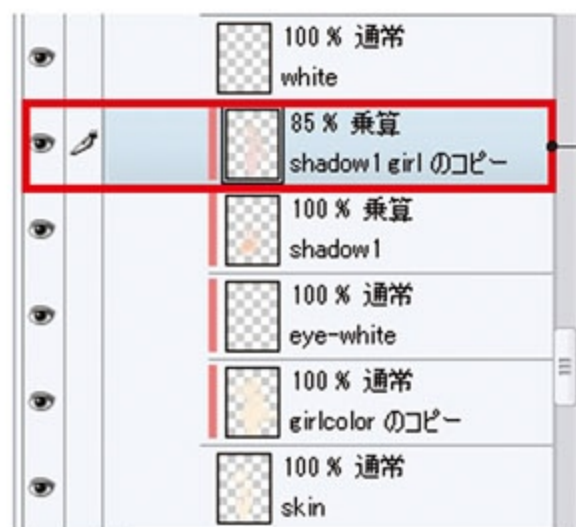 100 % 通常
white
85 % 乗算
shadow1 girl のコピー
100 % 乗算
shadow1
100 % 通常
eye-white
100 % 通常
girlcolor のコピー
100 % 通常
skin